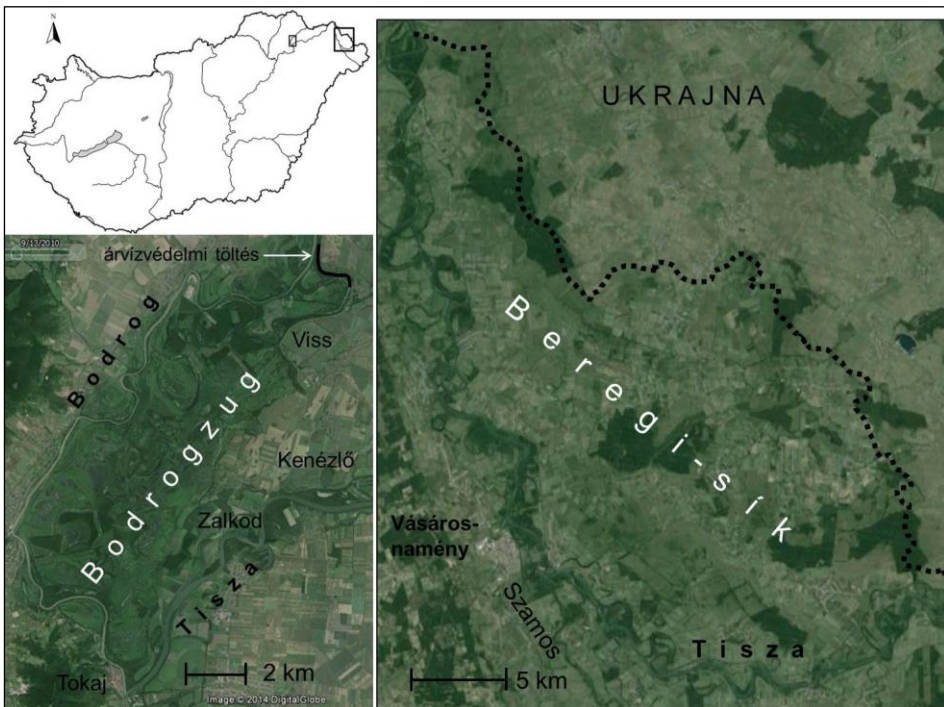 N
9/13/2010
árvízvédelmi töltés
Bodrog
Viss
Bodrogzug
Kenézlő
Zalkod
Tisza
Tokaj
2 km
Image © 2014 DigitalGlobe
UKRAJNA
Beregi-sík
Vásáros-
namény
Szamos
Tisza
5 km